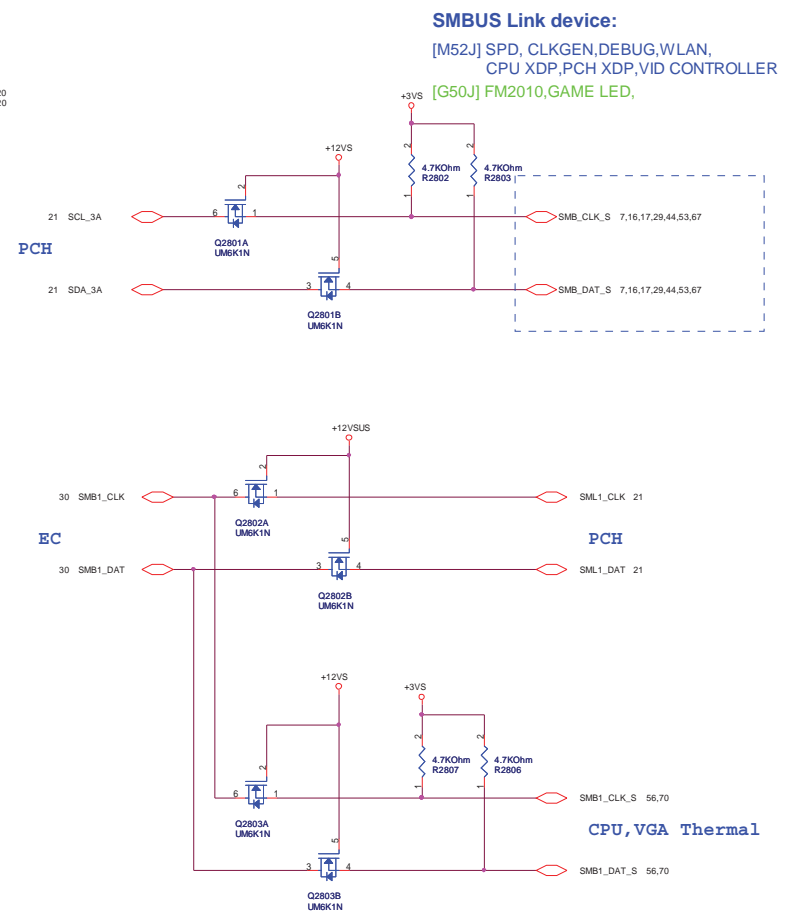 SMBUS Link device:
[M52J] SPD, CLKGEN,DEBUG,WLAN,
CPU XDP,PCH XDP,VID CONTROLLER
[G50J] FM2010,GAME LED,
20
20
+3VS
+12VS
2
2
2
4.7KOhm
R2802
4.7KOhm
R2803
1
1
21 SCL_3A
6
1
SMB_CLK_S 7,16,17,29,44,53,67
Q2801A
UM6K1N
PCH
5
21 SDA_3A
3
4
SMB_DAT_S 7,16,17,29,44,53,67
Q2801B
UM6K1N
+12VSUS
2
30 SMB1_CLK
6
1
SML1_CLK 21
Q2802A
UM6K1N
EC
PCH
5
30 SMB1_DAT
3
4
SML1_DAT 21
Q2802B
UM6K1N
+12VS
+3VS
2
2
2
4.7KOhm
R2807
4.7KOhm
R2806
1
1
6
1
SMB1_CLK_S 56,70
Q2803A
UM6K1N
CPU,VGA Thermal
5
3
4
SMB1_DAT_S 56,70
Q2803B
UM6K1N